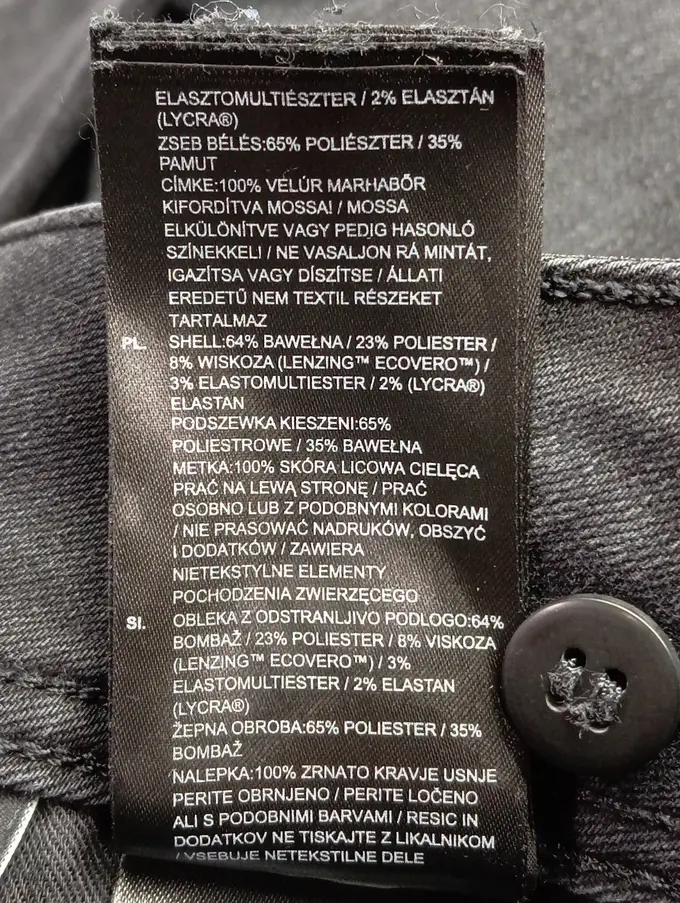 ELASZTOMULTIÉSZTER / 2% ELASZTÁN
(LYCRA®)
ZSEB BÉLÉS:65% POLIÉSZTER / 35%
PAMUT
CÍMKE:100% VELÚR MARHABŐR
KIFORDÍTVA MOSSA! / MOSSA
ELKÜLÖNÍTVE VAGY PEDIG HASONLÓ
SZÍNEKKEL! / NE VASALJON RÁ MINTÁT,
IGAZÍTSA VAGY DÍSZÍTSE / ÁLLATI
EREDETŰ NEM TEXTIL RÉSZEKET
TARTALMAZ
PL. SHELL:64% BAWEŁNA / 23% POLIESTER /
8% WISKOZA (LENZING™ ECOVERO™) /
3% ELASTOMULTIESTER / 2% (LYCRA®)
ELASTAN
PODSZEWKA KIESZENI:65%
POLIESTROWE / 35% BAWEŁNA
METKA:100% SKÓRA LICOWA CIELĘCA
PRAĆ NA LEWĄ STRONĘ / PRAĆ
OSOBNO LUB Z PODOBNYMI KOLORAMI
/ NIE PRASOWAĆ NADRUKÓW, OBSZYĆ
I DODATKÓW / ZAWIERA
NIETEKSTYLNE ELEMENTY
POCHODZENIA ZWIERZĘCEGO
SI. OBLEKA Z ODSTRANLJIVO PODLOGO:64%
BOMBAŽ / 23% POLIESTER / 8% VISKOZA
(LENZING™ ECOVERO™) / 3%
ELASTOMULTIESTER / 2% ELASTAN
(LYCRA®)
ŽEPNA OBROBA:65% POLIESTER / 35%
BOMBAŽ
NALEPKA:100% ZRNATO KRAVJE USNJE
PERITE OBRNJENO / PERITE LOČENO
ALI S PODOBNIMI BARVAMI / RESIC IN
DODATKOV NE TISKAJTE Z LIKALNIKOM
/ VSEBUJE NETEKSTILNE DELE